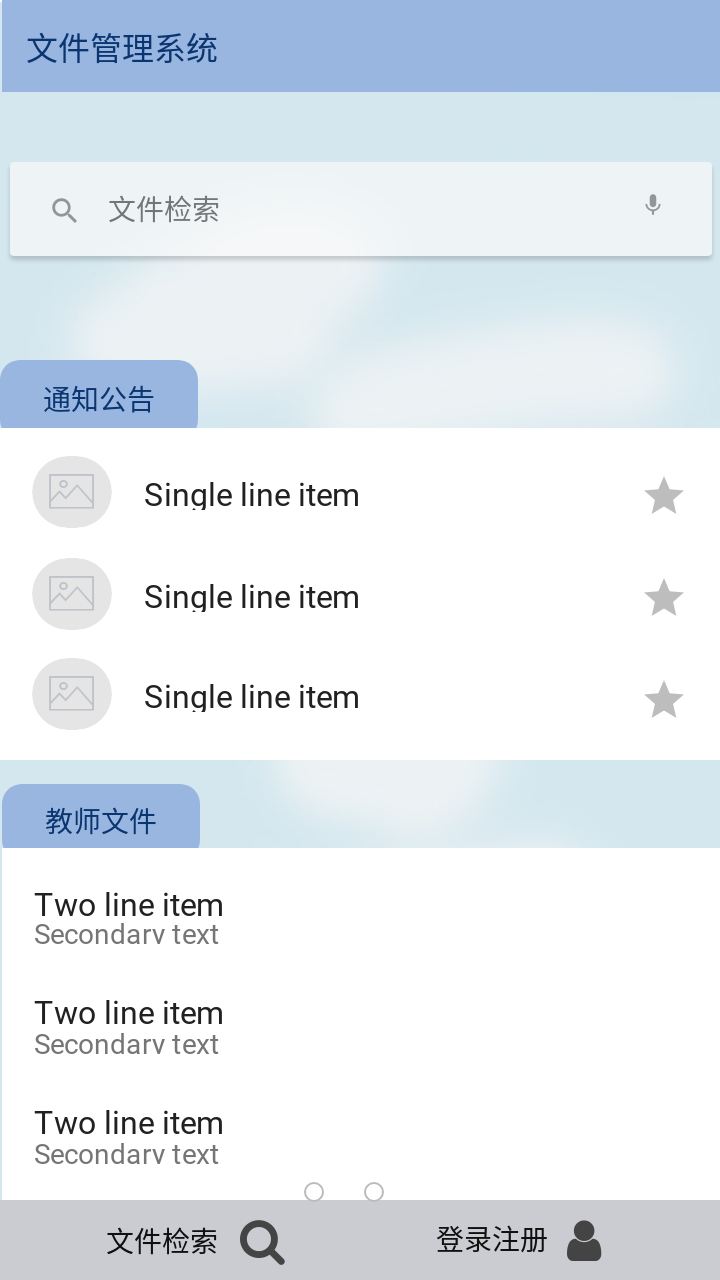 文件管理系统
文件检索
通知公告
Single line item
Single line item
Single line item
教师文件
Two line item
Secondary text
Two line item
Secondary text
Two line item
Secondary text
文件检索
登录注册